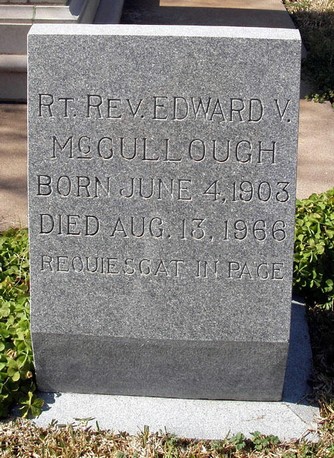 RT. REV. EDWARD V.
McCULLOUGH
BORN JUNE 4, 1903
DIED AUG. 13, 1966
REQUIESCAT IN PACE